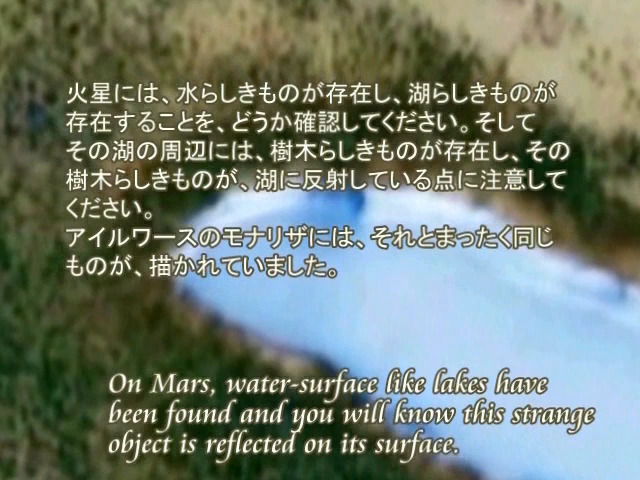 火星には、水らしきものが存在し、湖らしきものが
存在することを、どうか確認してください。そして
その湖の周辺には、樹木らしきものが存在し、その
樹木らしきものが、湖に反射している点に注意して
ください。
アイルワースのモナリザには、それとまったく同じ
ものが、描かれていました。
On Mars, water-surface like lakes have
been found and you will know this strange
object is reflected on its surface.